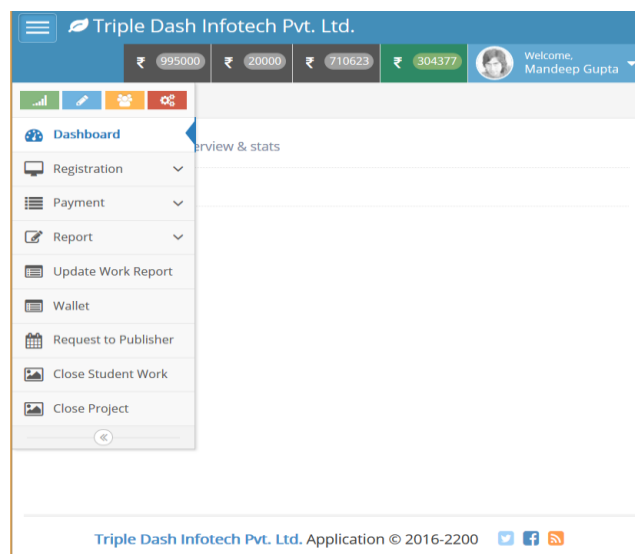 Triple Dash Infotech Pvt. Ltd.
₹ 995000 ₹ 20000 ₹ 710623 ₹ 304377 Welcome,
Mandeep Gupta
Dashboard
erview & stats
Registration
Payment
Report
Update Work Report
Wallet
Request to Publisher
Close Student Work
Close Project
Triple Dash Infotech Pvt. Ltd. Application © 2016-2200